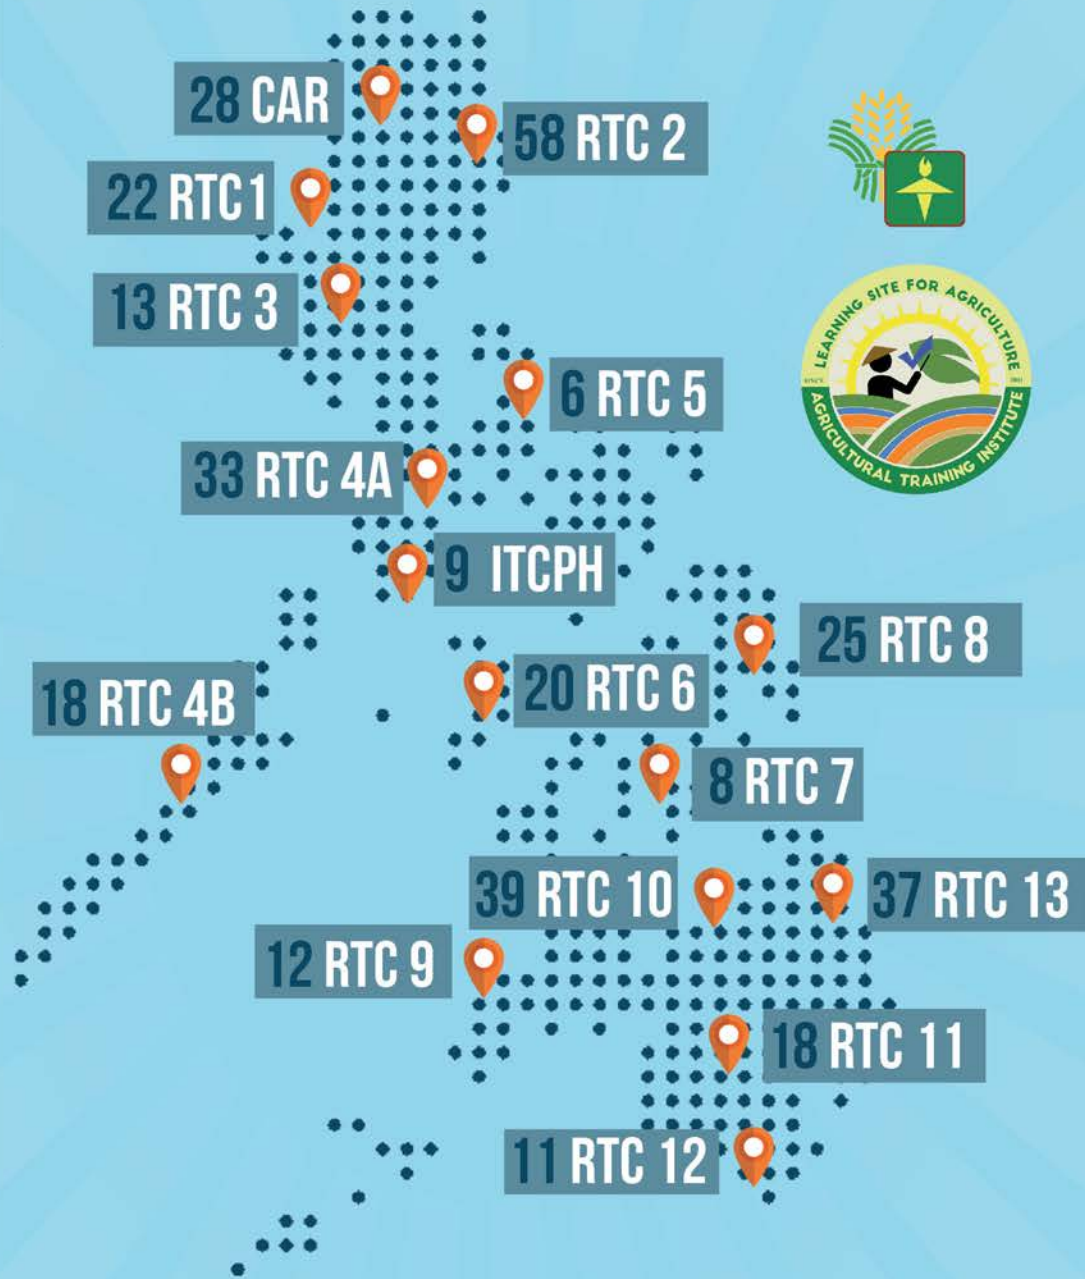 28 CAR
58 RTC 2
22 RTC 1
13 RTC 3
LEARNING SITE FOR AGRICULTURE
AGRICULTURAL TRAINING INSTITUTE
6 RTC 5
33 RTC 4A
9 ITCPH
25 RTC 8
18 RTC 4B
20 RTC 6
8 RTC 7
39 RTC 10
37 RTC 13
12 RTC 9
18 RTC 11
11 RTC 12